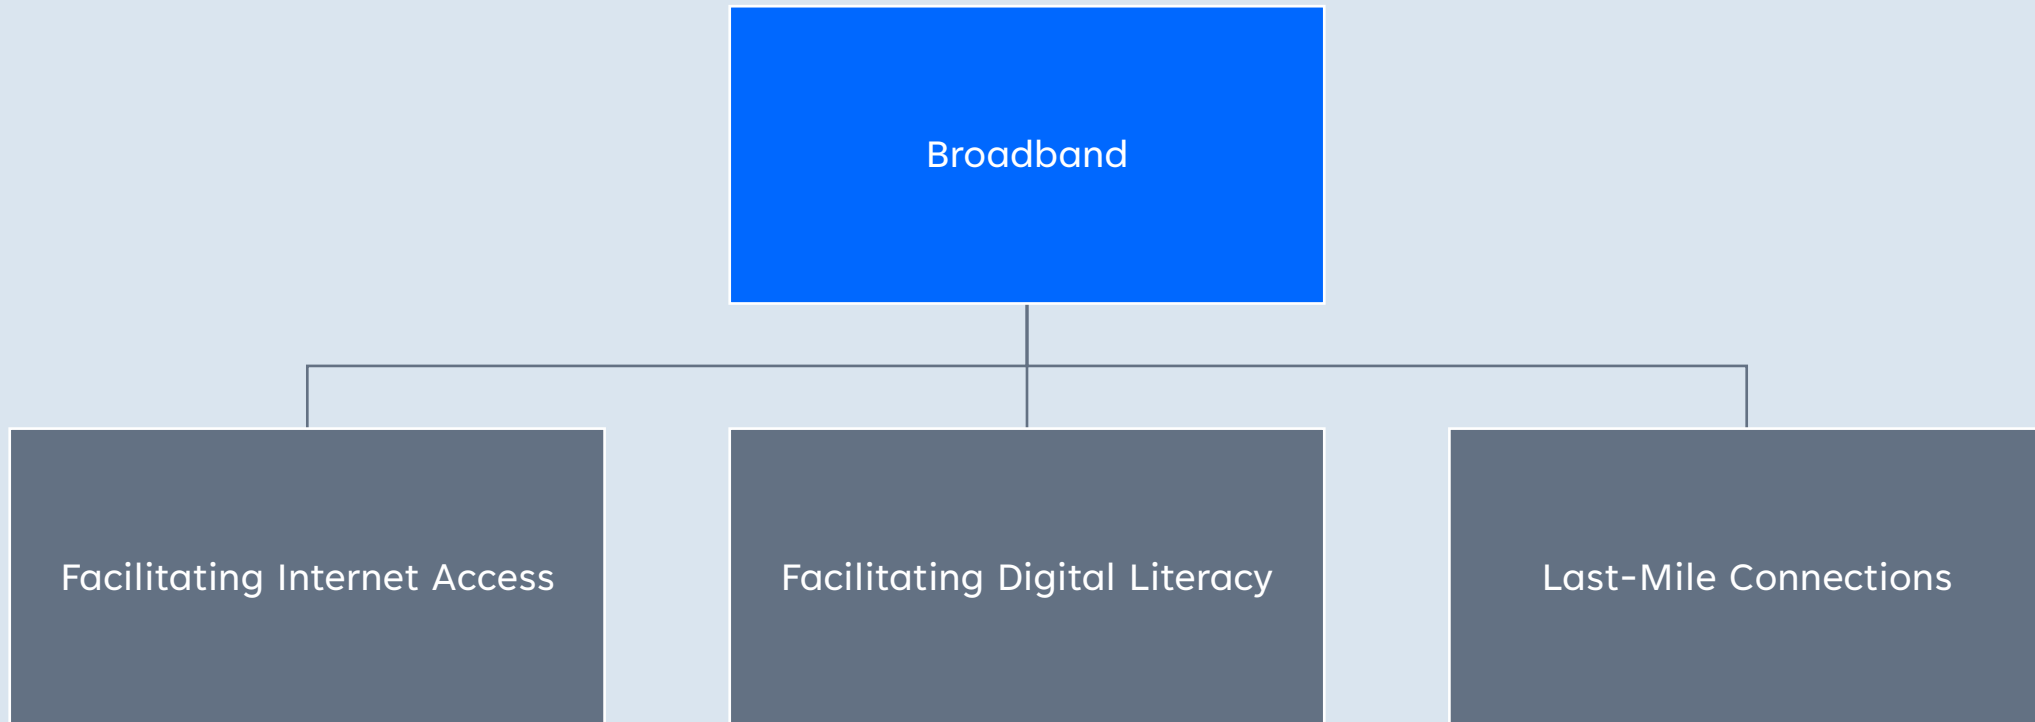 Broadband
Facilitating Internet Access
Facilitating Digital Literacy
Last-Mile Connections